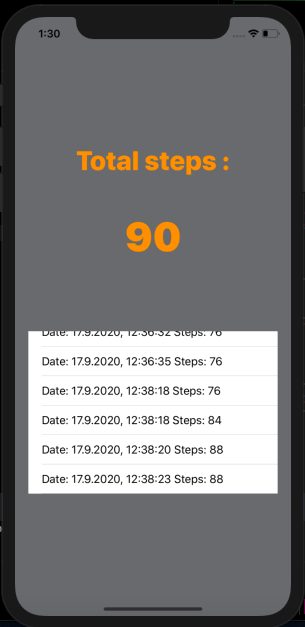 1:30
Total steps :
90
Date: 17.9.2020, 12:36:32 Steps: 76
Date: 17.9.2020, 12:36:35 Steps: 76
Date: 17.9.2020, 12:38:18 Steps: 76
Date: 17.9.2020, 12:38:18 Steps: 84
Date: 17.9.2020, 12:38:20 Steps: 88
Date: 17.9.2020, 12:38:23 Steps: 88